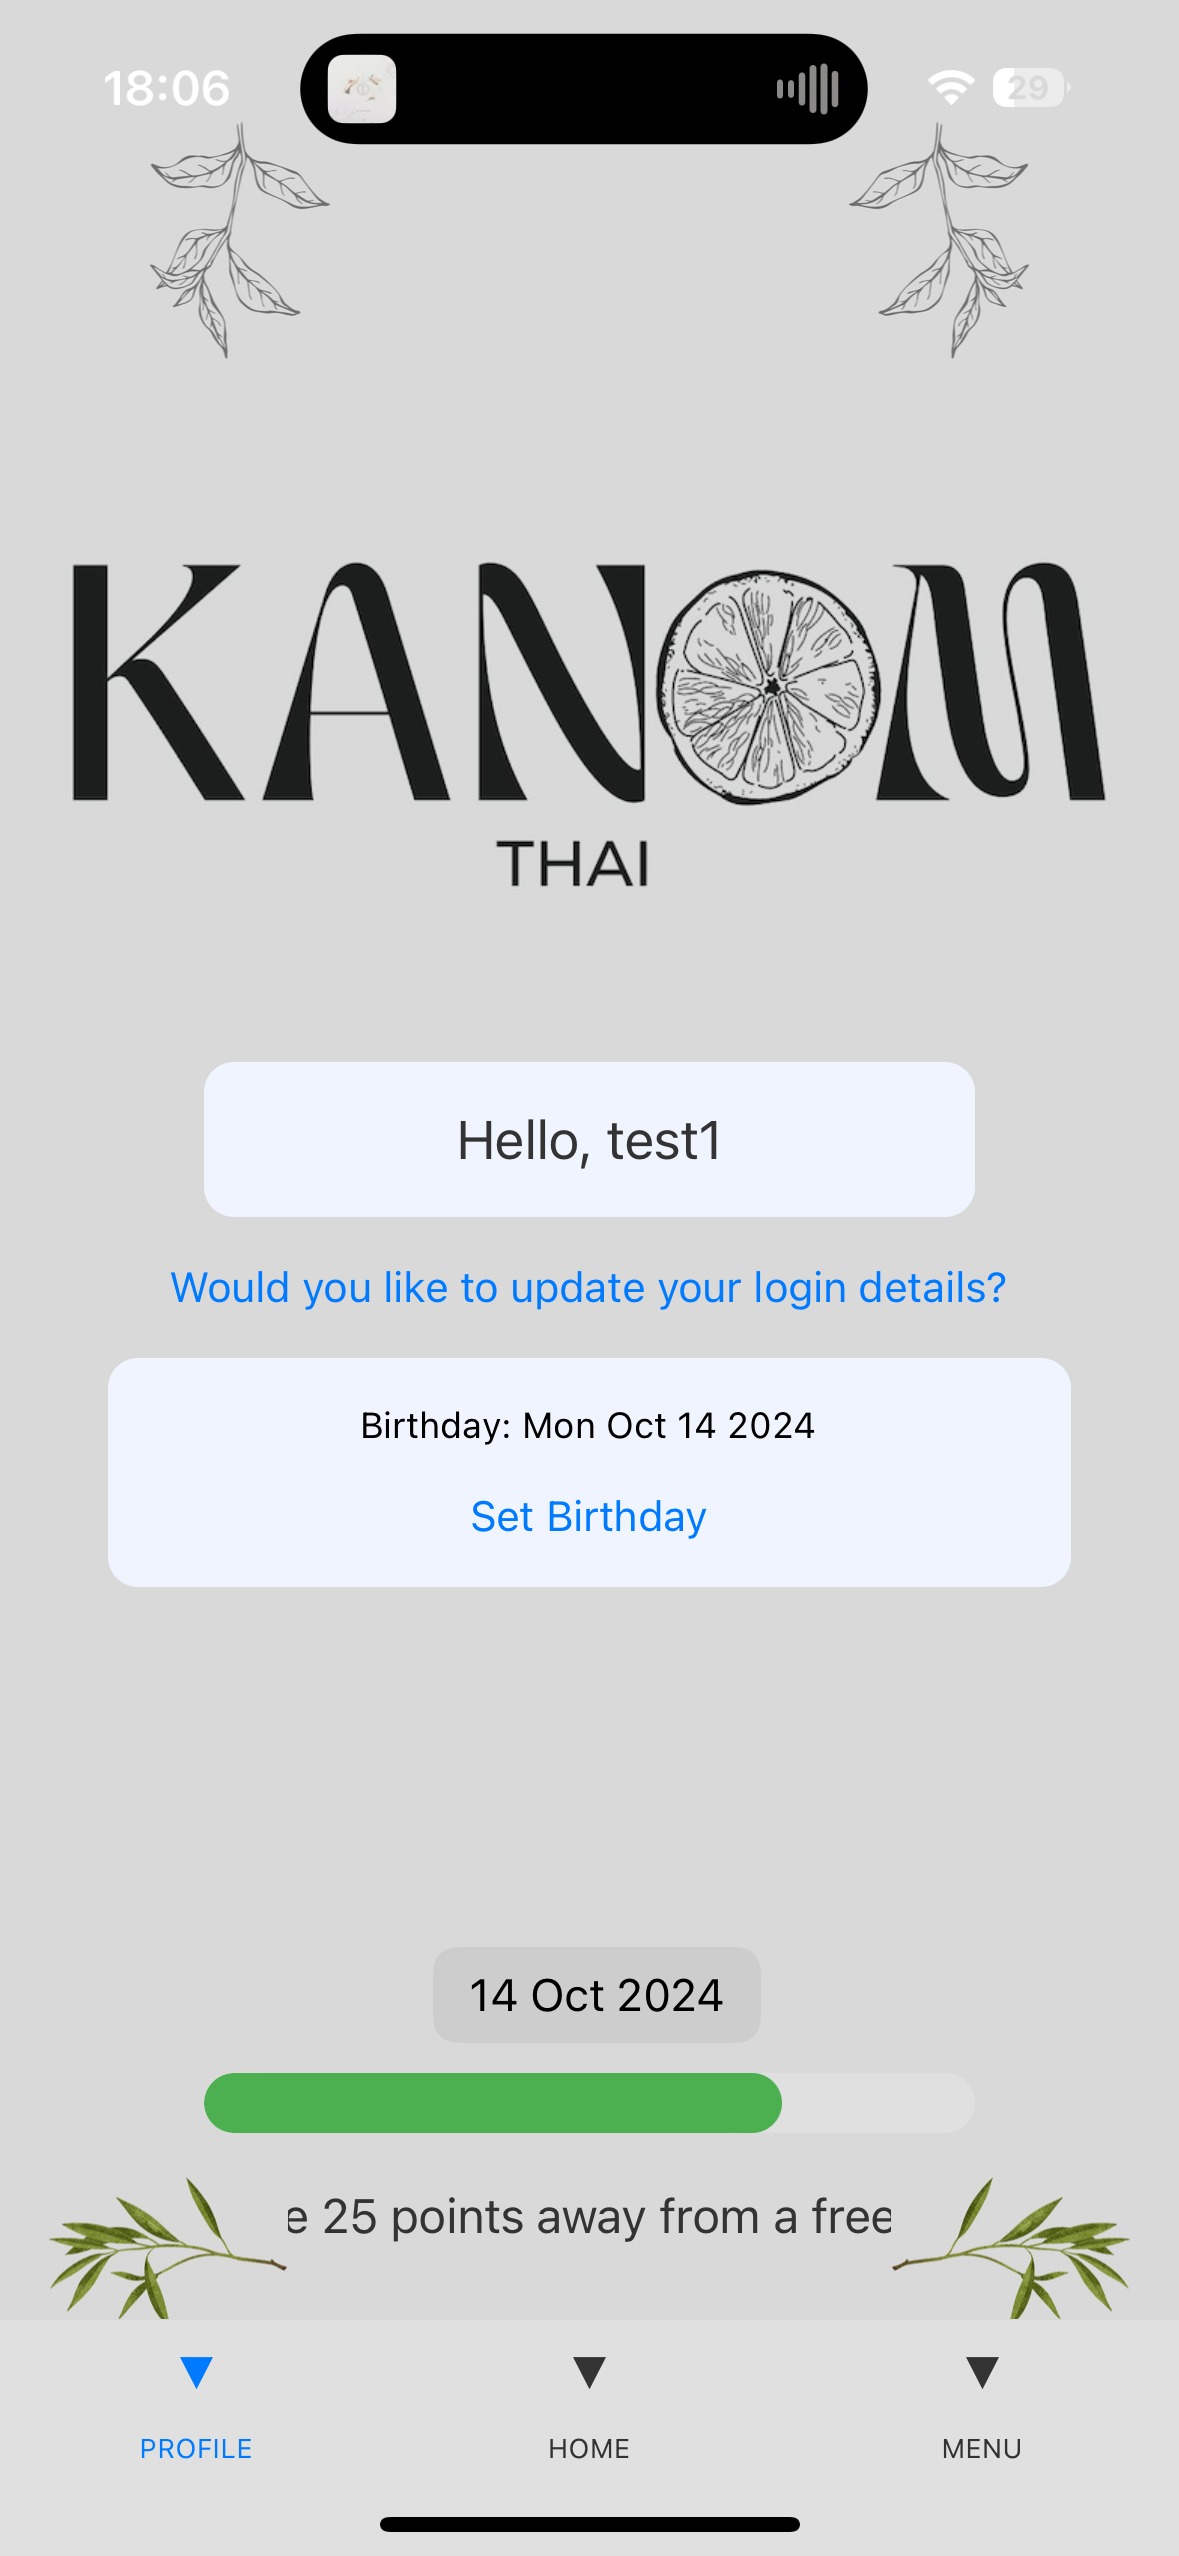 18:06
29
KANOM
THAI
Hello, test1
Would you like to update your login details?
Birthday: Mon Oct 14 2024
Set Birthday
14 Oct 2024
e 25 points away from a free
PROFILE
HOME
MENU